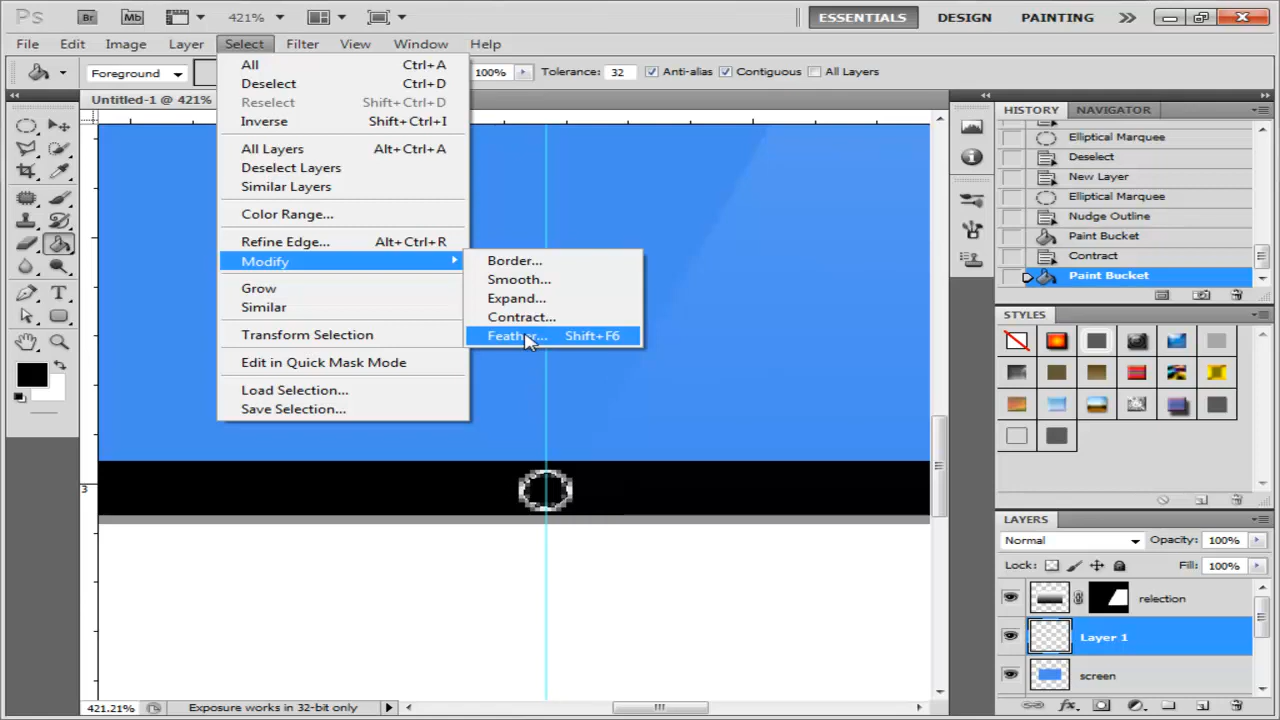 Ps Br Mb 421% ESSENTIALS DESIGN PAINTING
File Edit Image Layer Select Filter View Window Help
Foreground 100% Tolerance: 32 Anti-alias Contiguous All Layers
Untitled-1 @ 421%
All Ctrl+A
Deselect Ctrl+D
Reselect Shift+Ctrl+D
Inverse Shift+Ctrl+I
All Layers Alt+Ctrl+A
Deselect Layers
Similar Layers
Color Range...
Refine Edge... Alt+Ctrl+R
Modify
Grow
Similar
Transform Selection
Edit in Quick Mask Mode
Load Selection...
Save Selection...
Border...
Smooth...
Expand...
Contract...
Feather... Shift+F6
3
HISTORY NAVIGATOR
Elliptical Marquee
Deselect
New Layer
Elliptical Marquee
Nudge Outline
Paint Bucket
Contract
Paint Bucket
STYLES
LAYERS
Normal Opacity: 100%
Lock: Fill: 100%
relection
Layer 1
screen
fx
421.21% Exposure works in 32-bit only